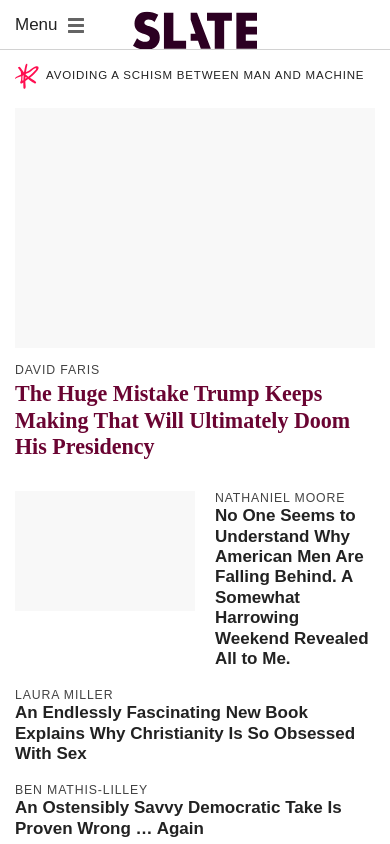 Menu
SLATE
AVOIDING A SCHISM BETWEEN MAN AND MACHINE
DAVID FARIS
The Huge Mistake Trump Keeps
Making That Will Ultimately Doom
His Presidency
NATHANIEL MOORE
No One Seems to
Understand Why
American Men Are
Falling Behind. A
Somewhat
Harrowing
Weekend Revealed
All to Me.
LAURA MILLER
An Endlessly Fascinating New Book
Explains Why Christianity Is So Obsessed
With Sex
BEN MATHIS-LILLEY
An Ostensibly Savvy Democratic Take Is
Proven Wrong … Again